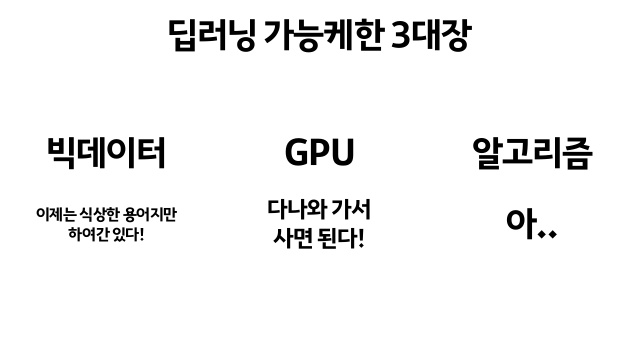 딥러닝 가능케한 3대장
빅데이터
GPU
알고리즘
이제는 식상한 용어지만
하여간 있다!
다나와 가서
사면 된다!
아..